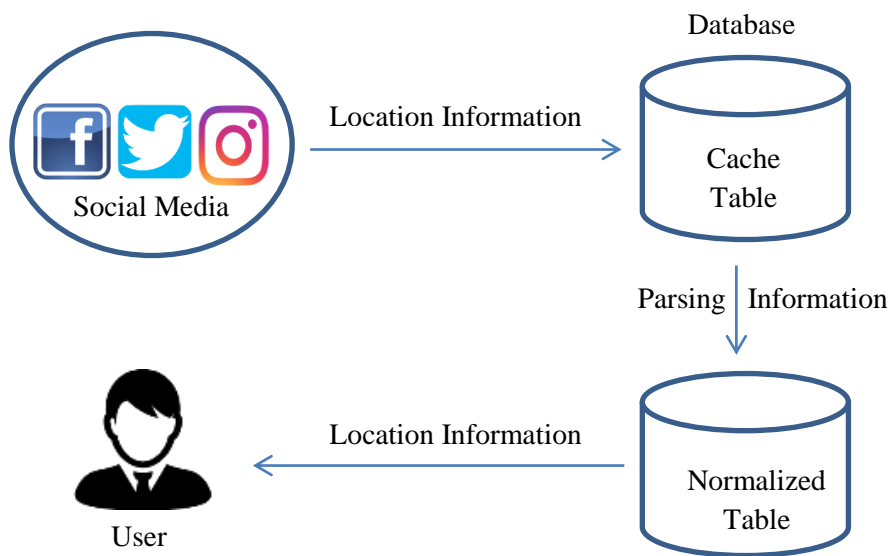 Database
Location Information
f
Cache
Table
Social Media
Parsing Information
Location Information
Normalized
Table
User